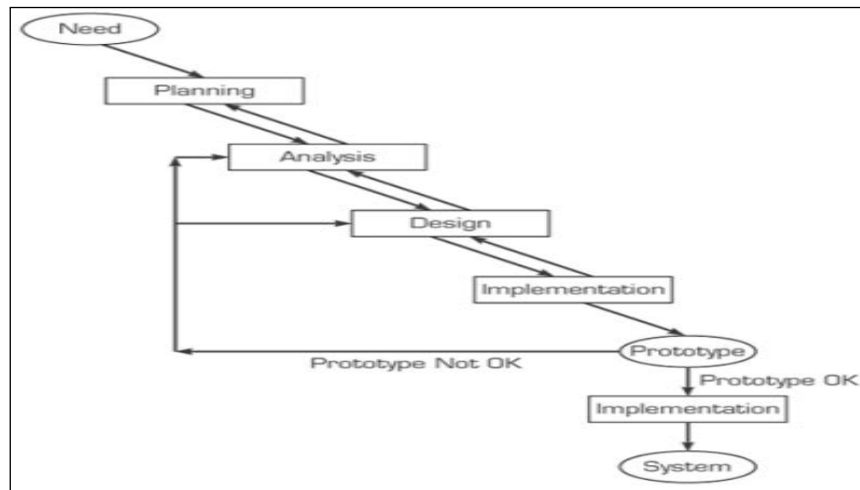 Need
Planning
Analysis
Design
Implementation
Prototype
Prototype Not OK
Prototype OK
Implementation
System